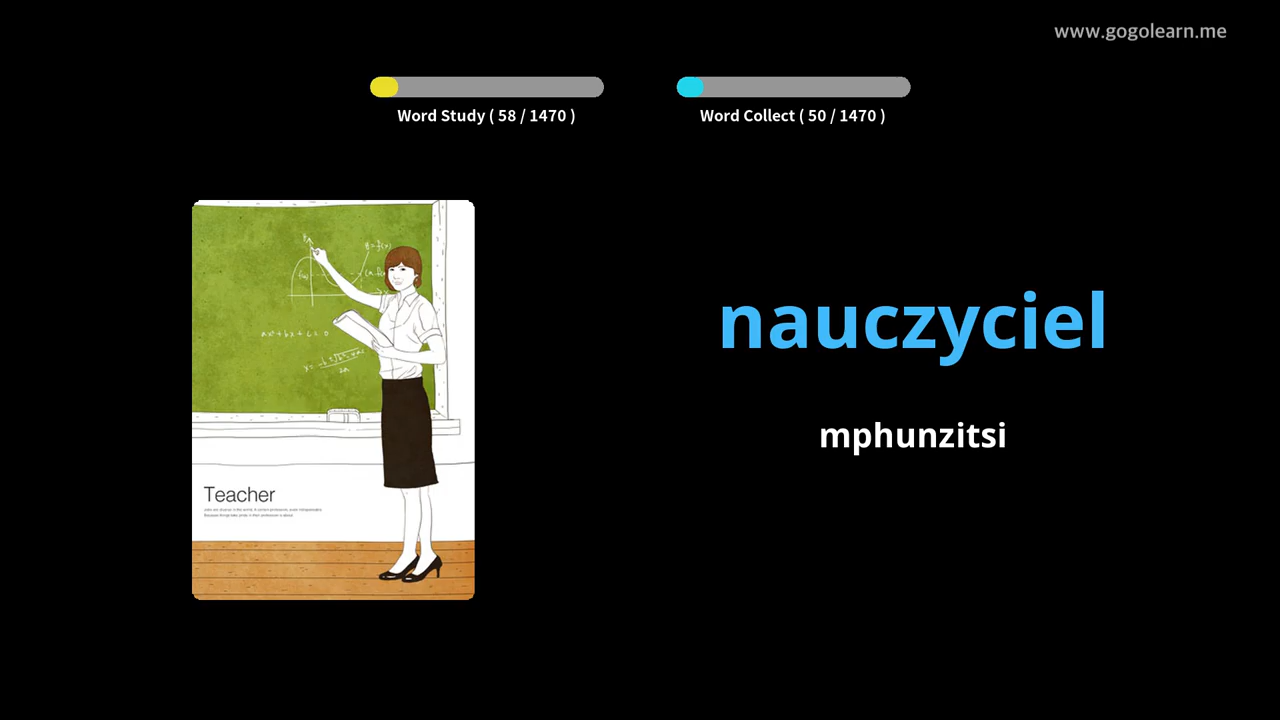 www.gogolearn.me
Word Study ( 58 / 1470 )
Word Collect ( 50 / 1470 )
nauczyciel
mphunzitsi
Teacher